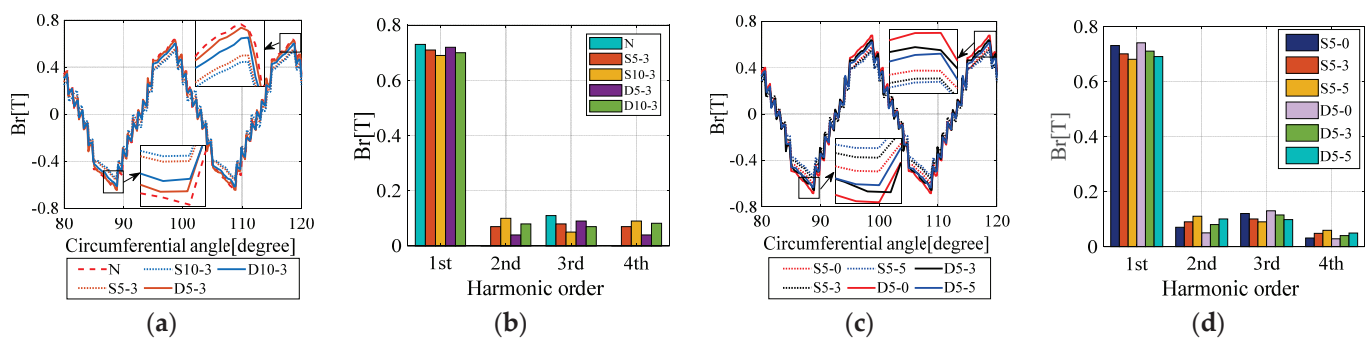 0.8
0.4
0
-0.4
-0.8
Br[T]
80 90 100 110 120
Circumferential angle[degree]
N S10-3 D10-3
S5-3 D5-3
(a)
0.8
0.6
0.4
0.2
0
Br[T]
N
S5-3
S10-3
D5-3
D10-3
1st 2nd 3rd 4th
Harmonic order
(b)
0.8
0.4
0
-0.4
-0.8
Br[T]
80 90 100 110 120
Circumferential angle[degree]
S5-0 S5-5 D5-3
S5-3 D5-0 D5-5
(c)
0.8
0.6
0.4
0.2
0
Br[T]
S5-0
S5-3
S5-5
D5-0
D5-3
D5-5
1st 2nd 3rd 4th
Harmonic order
(d)